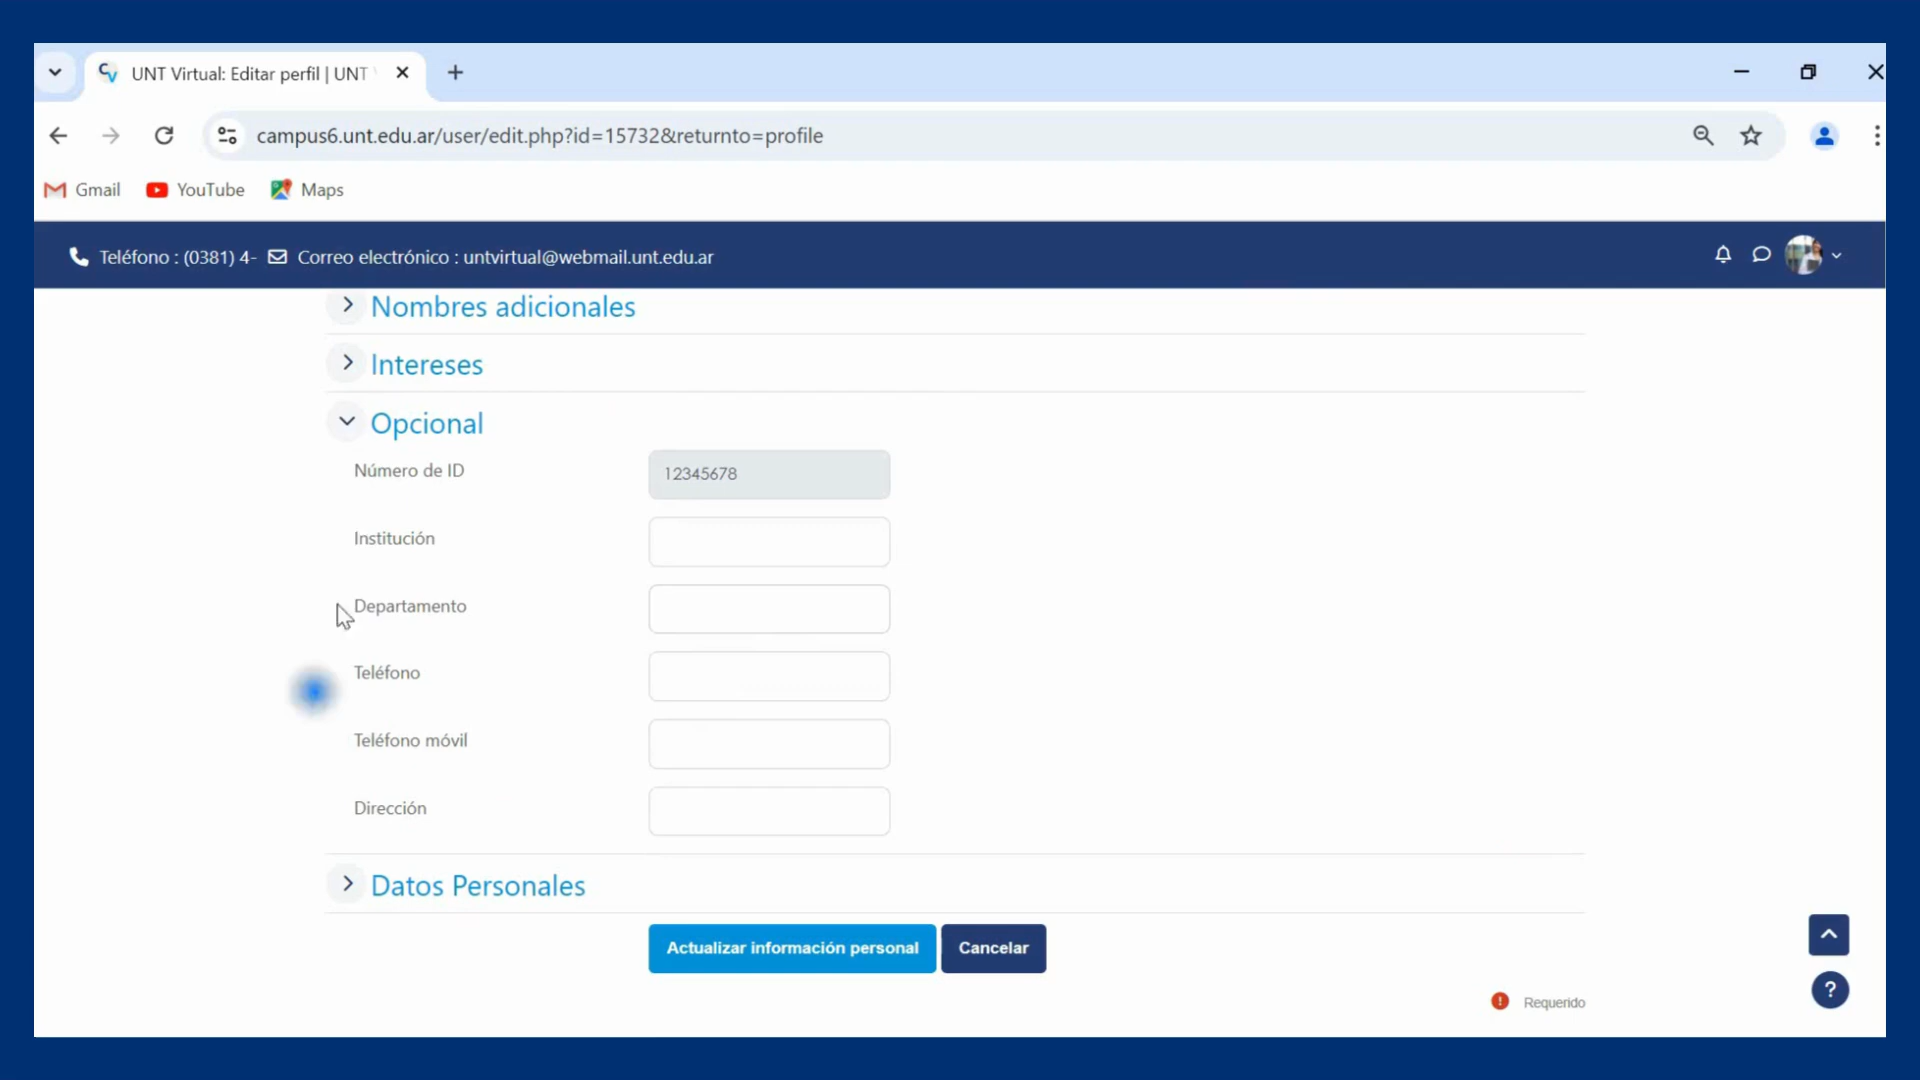 UNT Virtual: Editar perfil | UNT
campus6.unt.edu.ar/user/edit.php?id=15732&returnto=profile
Gmail YouTube Maps
Teléfono : (0381) 4- Correo electrónico : untvirtual@webmail.unt.edu.ar
Nombres adicionales
Intereses
Opcional
Número de ID 12345678
Institución
Departamento
Teléfono
Teléfono móvil
Dirección
Datos Personales
Actualizar información personal Cancelar
?
! Requerido